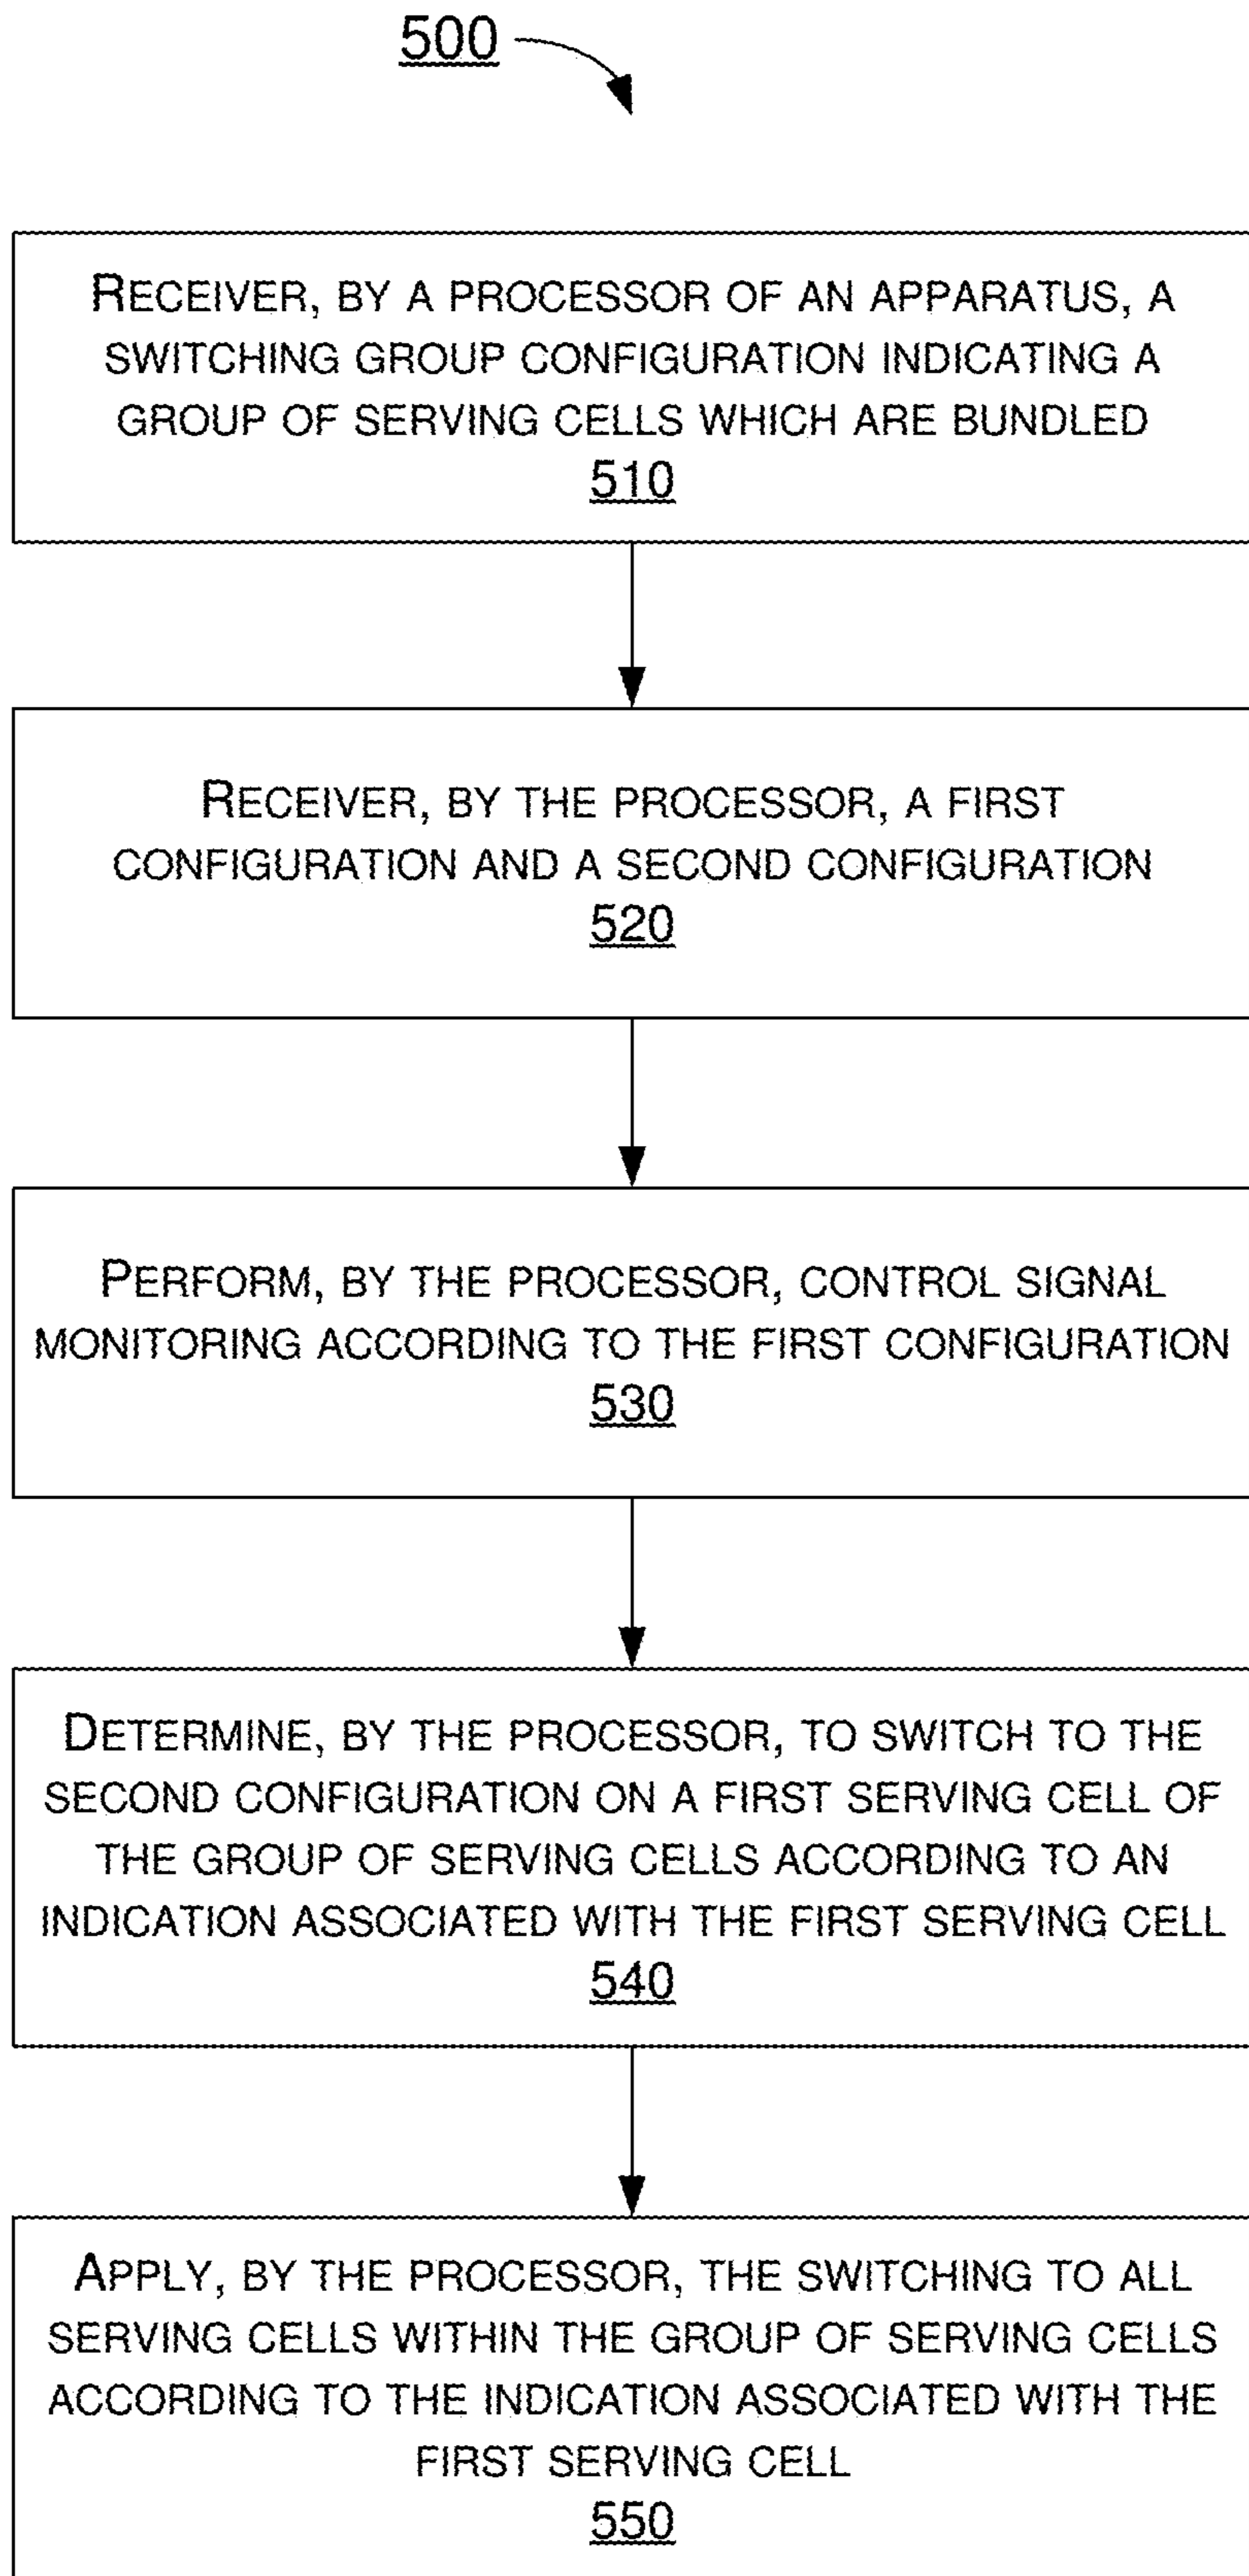 500
RECEIVER, BY A PROCESSOR OF AN APPARATUS, A
SWITCHING GROUP CONFIGURATION INDICATING A
GROUP OF SERVING CELLS WHICH ARE BUNDLED
510
RECEIVER, BY THE PROCESSOR, A FIRST
CONFIGURATION AND A SECOND CONFIGURATION
520
PERFORM, BY THE PROCESSOR, CONTROL SIGNAL
MONITORING ACCORDING TO THE FIRST CONFIGURATION
530
DETERMINE, BY THE PROCESSOR, TO SWITCH TO THE
SECOND CONFIGURATION ON A FIRST SERVING CELL OF
THE GROUP OF SERVING CELLS ACCORDING TO AN
INDICATION ASSOCIATED WITH THE FIRST SERVING CELL
540
APPLY, BY THE PROCESSOR, THE SWITCHING TO ALL
SERVING CELLS WITHIN THE GROUP OF SERVING CELLS
ACCORDING TO THE INDICATION ASSOCIATED WITH THE
FIRST SERVING CELL
550